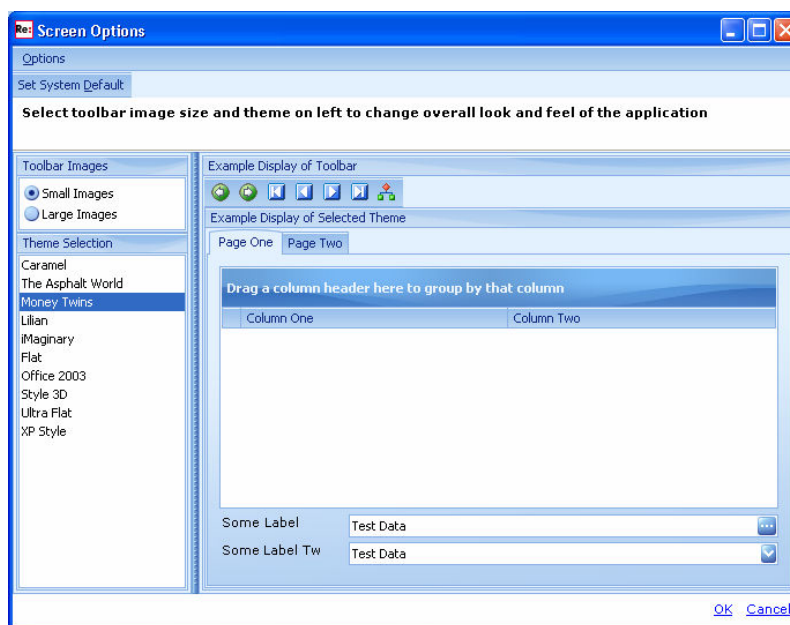 Re: Screen Options
Options
Set System Default
Select toolbar image size and theme on left to change overall look and feel of the application
Toolbar Images
Small Images
Large Images
Theme Selection
Caramel
The Asphalt World
Money Twins
Lilian
iMaginary
Flat
Office 2003
Style 3D
Ultra Flat
XP Style
Example Display of Toolbar
Example Display of Selected Theme
Page One Page Two
Drag a column header here to group by that column
Column One Column Two
Some Label Test Data
Some Label Tw Test Data
OK Cancel